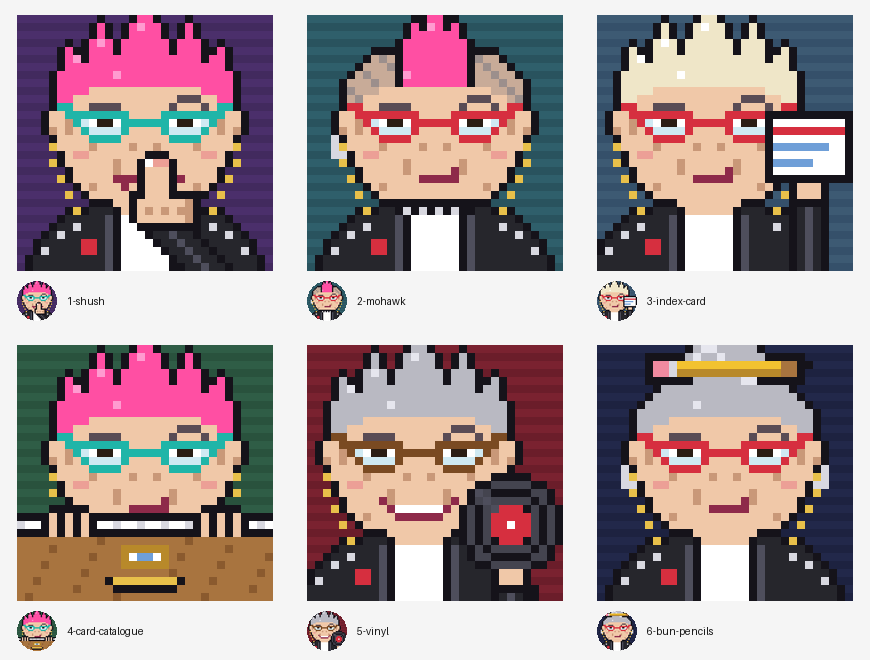 1-shush
2-mohawk
3-index-card
4-card-catalogue
5-vinyl
6-bun-pencils